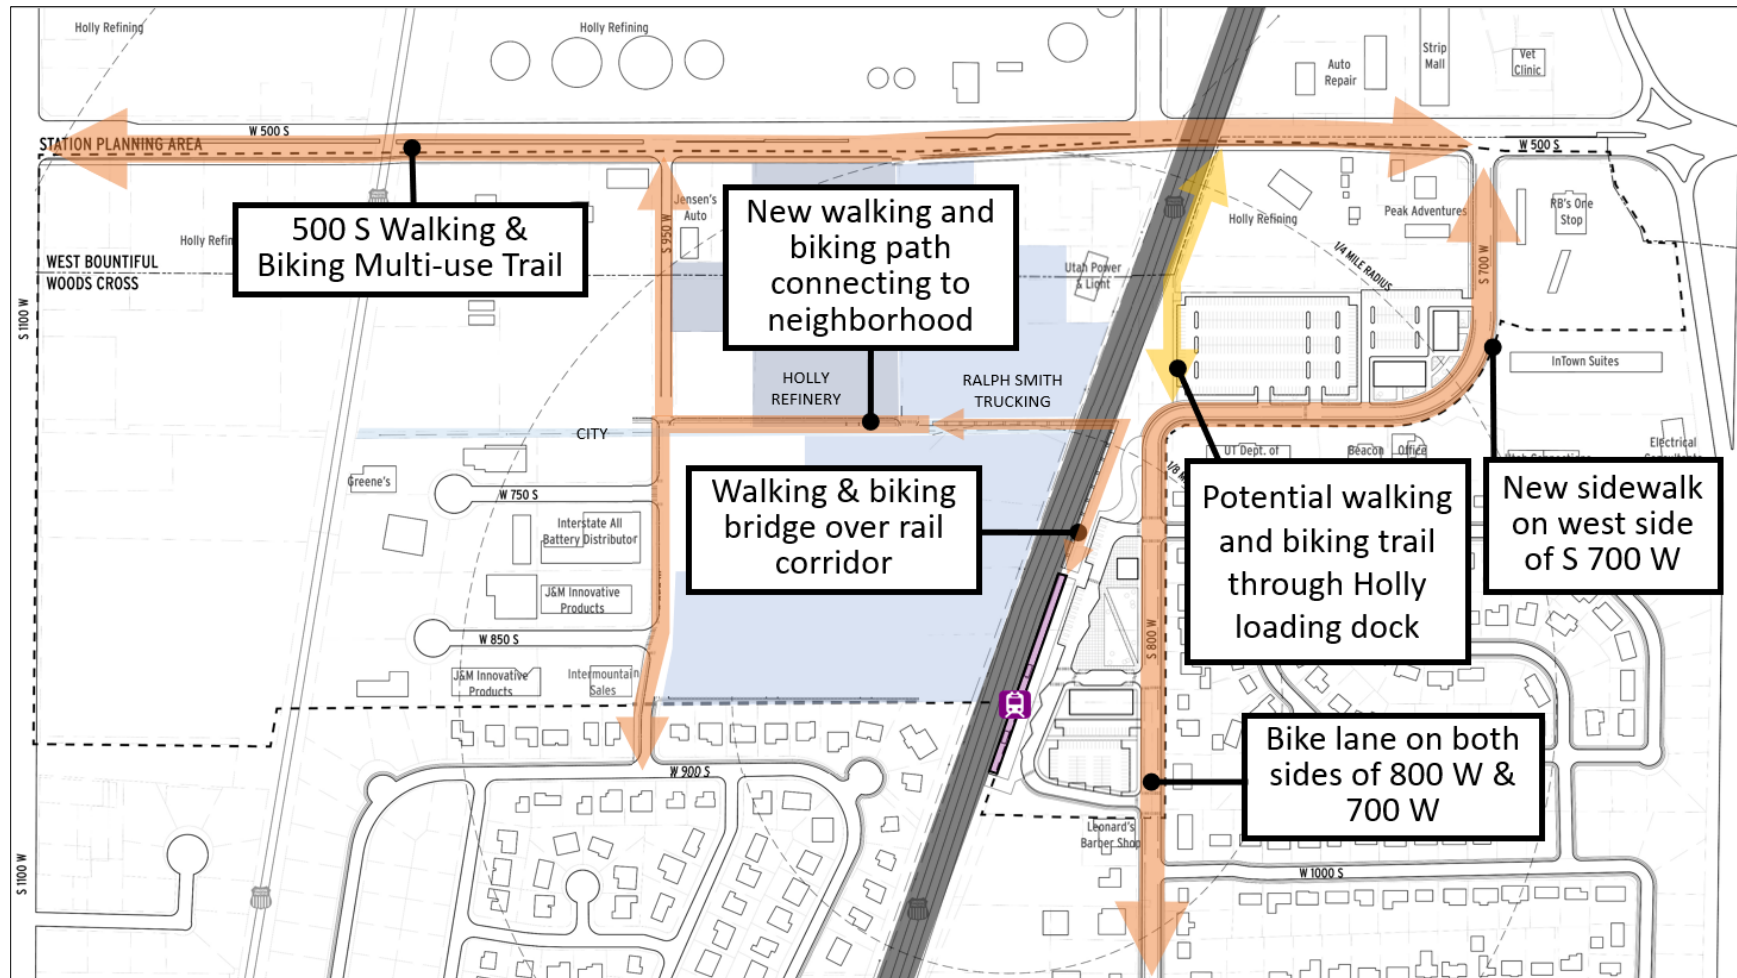 Holly Refining
Holly Refining
Auto
Repair
Strip
Mall
Vet
Clinic
W 500 S
STATION PLANNING AREA
W 500 S
500 S Walking &
Biking Multi-use Trail
Holly Refin
WEST BOUNTIFUL
WOODS CROSS
S 1100 W
Jensen's
Auto
S 950 W
New walking and
biking path
connecting to
neighborhood
Utah Power
& Light
Holly Refining
Peak Adventures
RB's One
Stop
1/4 MILE RADIUS
S 700 W
InTown Suites
HOLLY
REFINERY
RALPH SMITH
TRUCKING
CITY
Greene's
W 750 S
Interstate All
Battery Distributor
J&M Innovative
Products
W 850 S
J&M Innovative
Products
Intermountain
Sales
Walking & biking
bridge over rail
corridor
UT Dept. of
Beacon
Office
1/8 M
Electrical
Potential walking
and biking trail
through Holly
loading dock
New sidewalk
on west side
of S 700 W
S 800 W
Bike lane on both
sides of 800 W &
700 W
W 900 S
Leonard's
Barber Shop
W 1000 S
S 1100 W